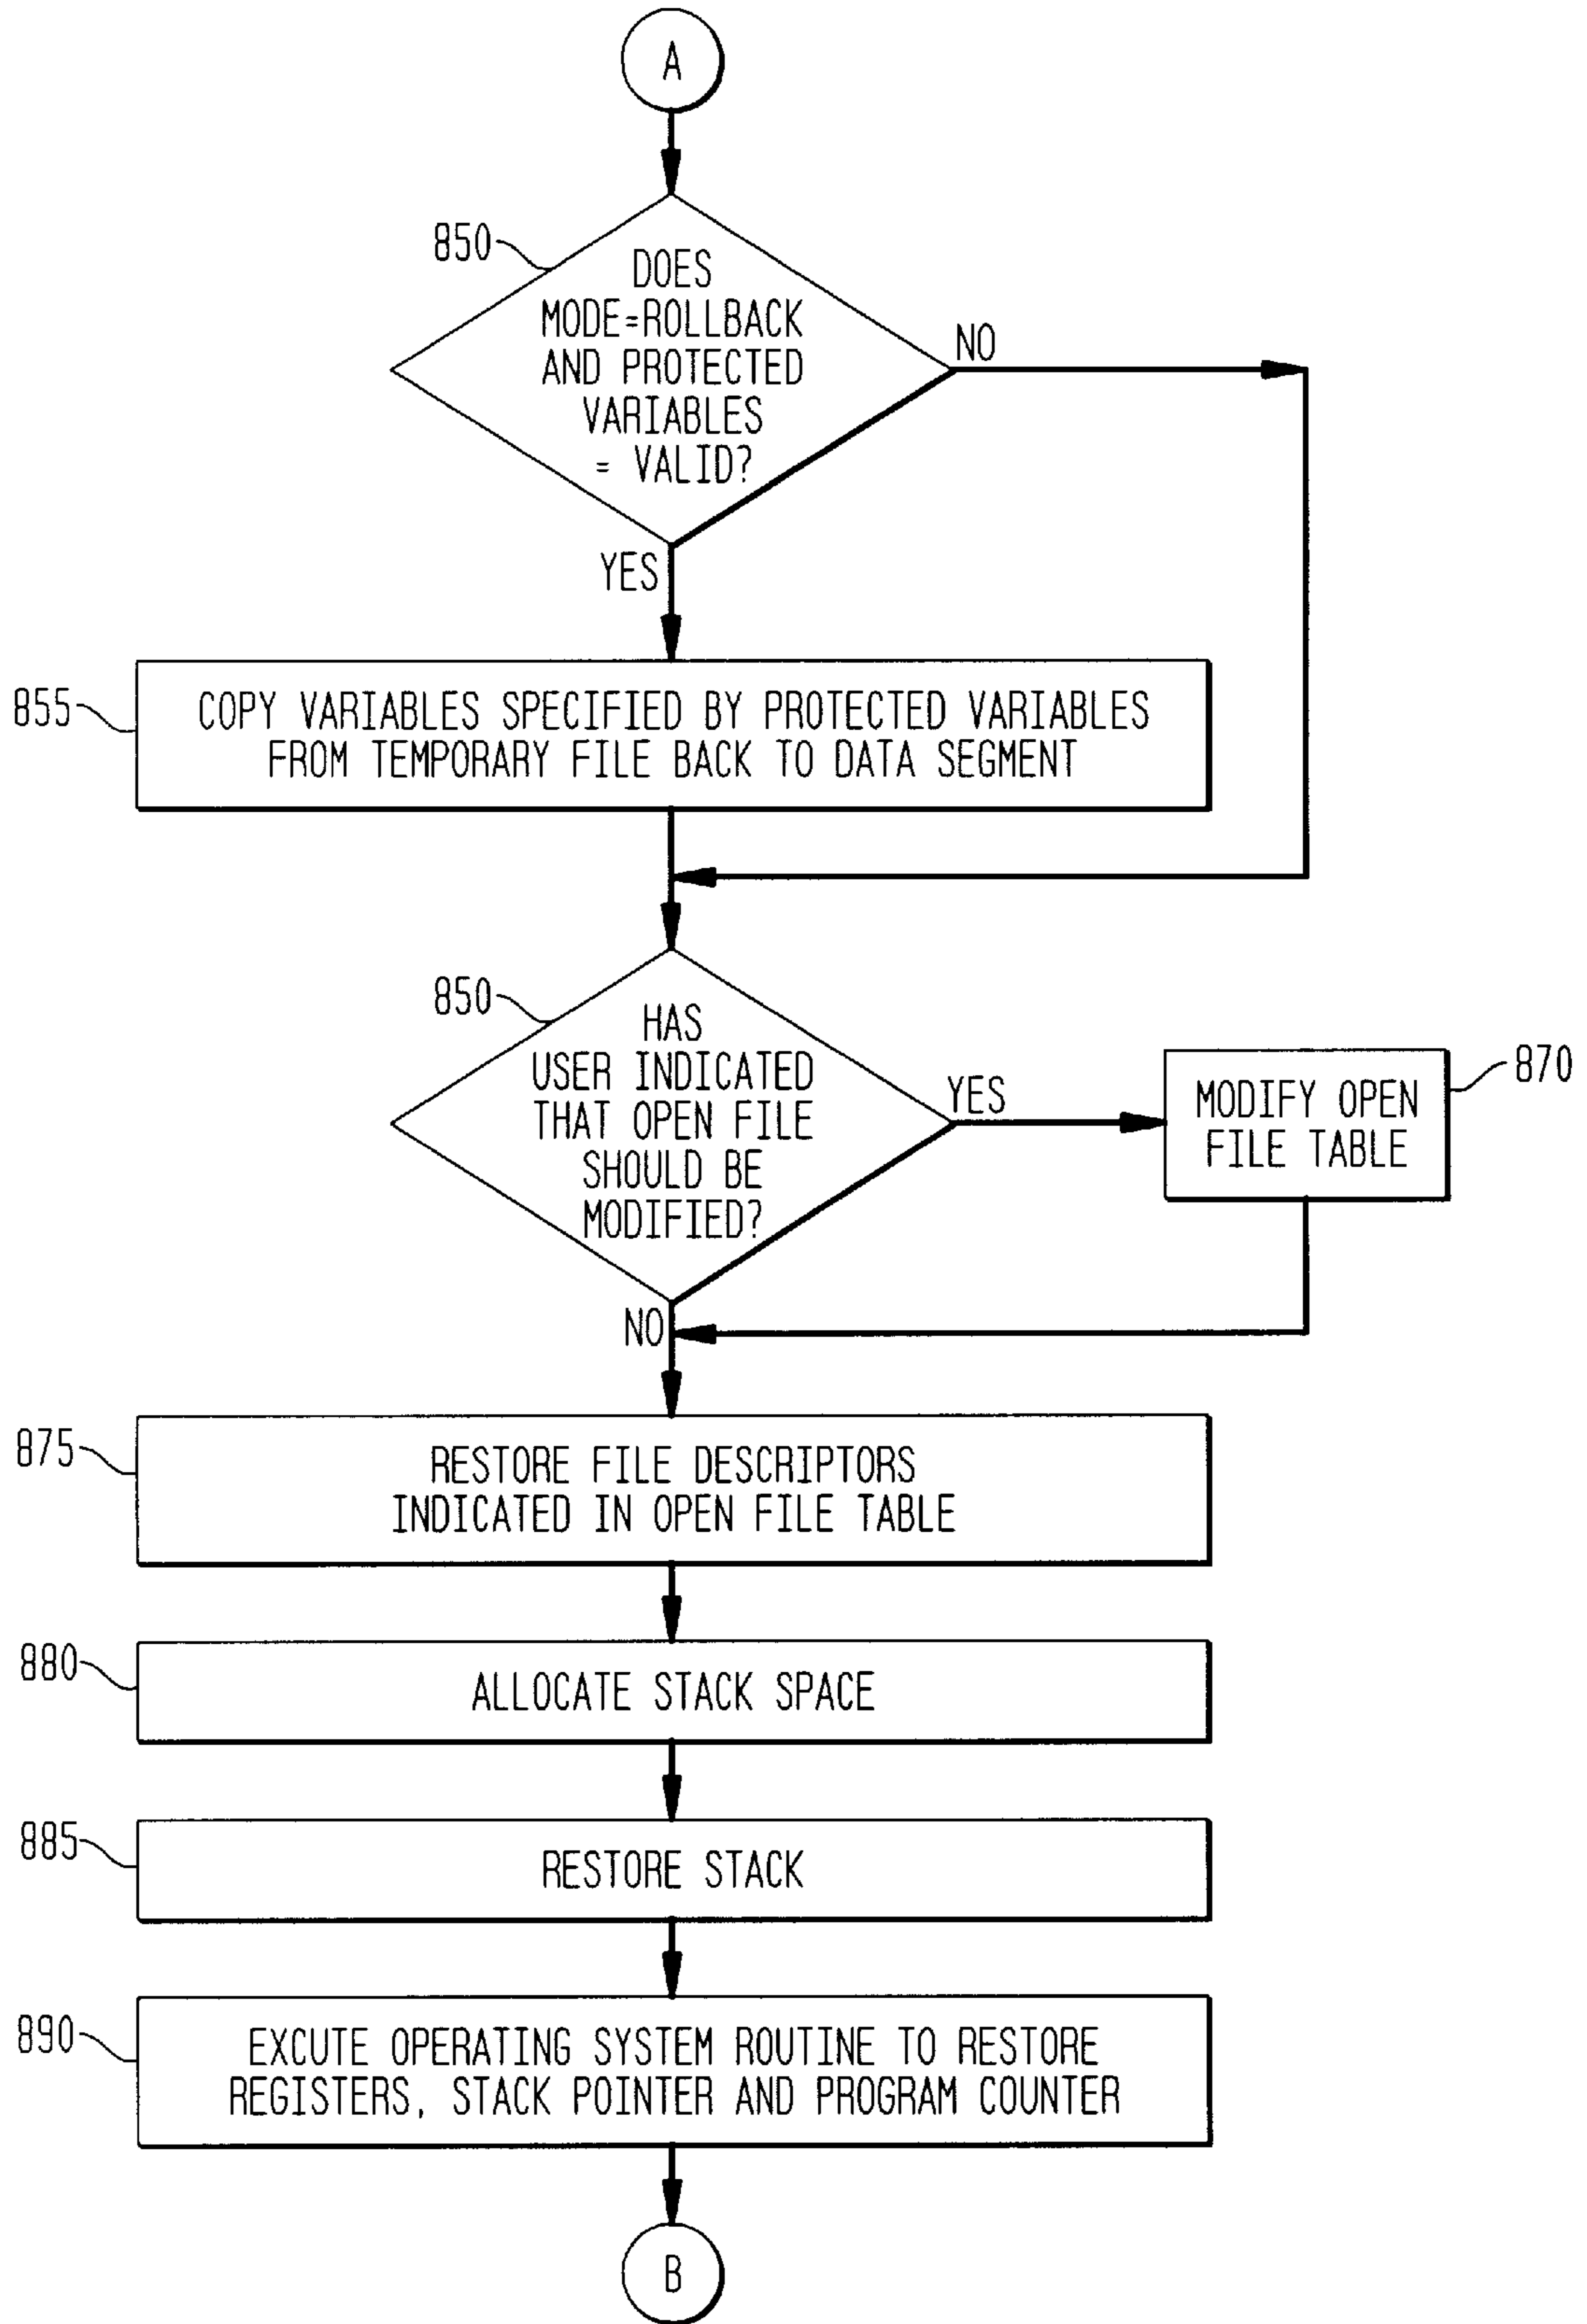 A
850
DOES
MODE=ROLLBACK
AND PROTECTED
VARIABLES
= VALID?
NO
YES
855
COPY VARIABLES SPECIFIED BY PROTECTED VARIABLES
FROM TEMPORARY FILE BACK TO DATA SEGMENT
850
HAS
USER INDICATED
THAT OPEN FILE
SHOULD BE
MODIFIED?
YES
MODIFY OPEN
FILE TABLE
870
NO
875
RESTORE FILE DESCRIPTORS
INDICATED IN OPEN FILE TABLE
880
ALLOCATE STACK SPACE
885
RESTORE STACK
890
EXCUTE OPERATING SYSTEM ROUTINE TO RESTORE
REGISTERS, STACK POINTER AND PROGRAM COUNTER
B